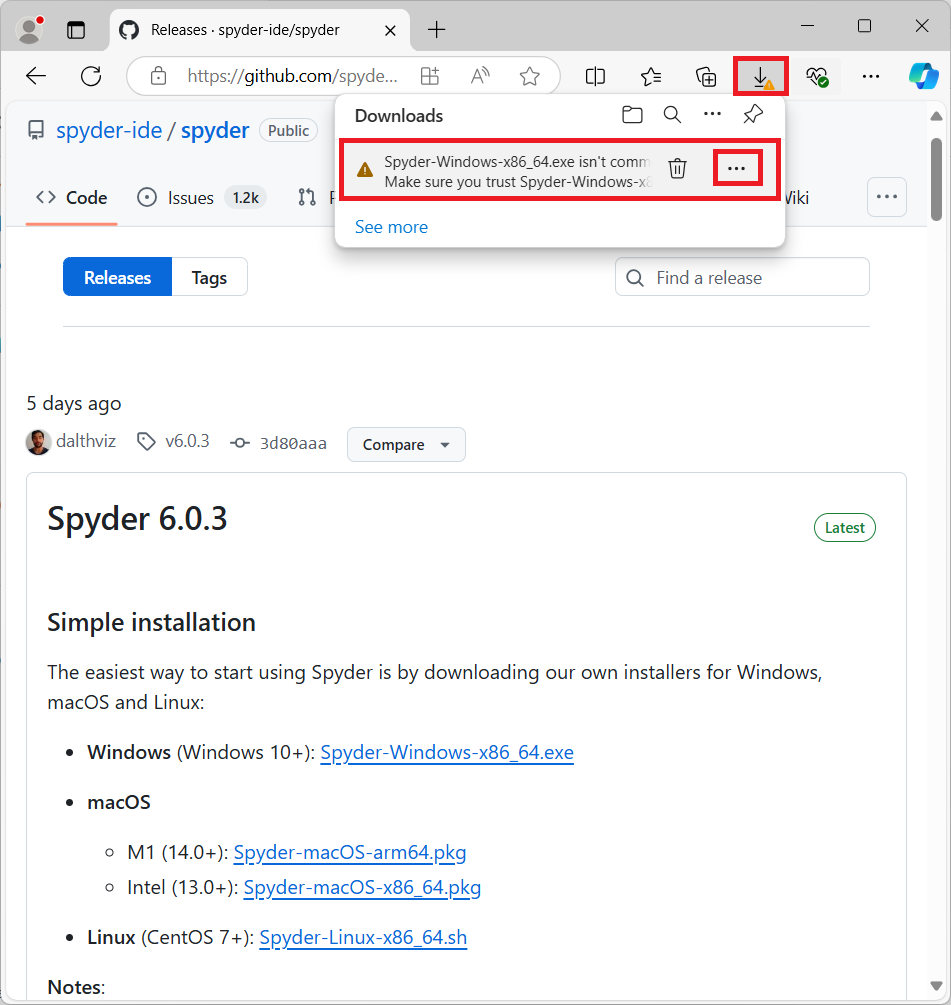 Releases · spyder-ide/spyder
https://github.com/spyde...
Downloads
Spyder-Windows-x86_64.exe isn't comm
Make sure you trust Spyder-Windows-x8
See more
spyder-ide / spyder Public
Code Issues 1.2k Wiki
Releases Tags Find a release
5 days ago
dalthviz v6.0.3 3d80aaa Compare
Spyder 6.0.3
Latest
Simple installation
The easiest way to start using Spyder is by downloading our own installers for Windows,
macOS and Linux:
• Windows (Windows 10+): Spyder-Windows-x86_64.exe
• macOS
◦ M1 (14.0+): Spyder-macOS-arm64.pkg
◦ Intel (13.0+): Spyder-macOS-x86_64.pkg
• Linux (CentOS 7+): Spyder-Linux-x86_64.sh
Notes: